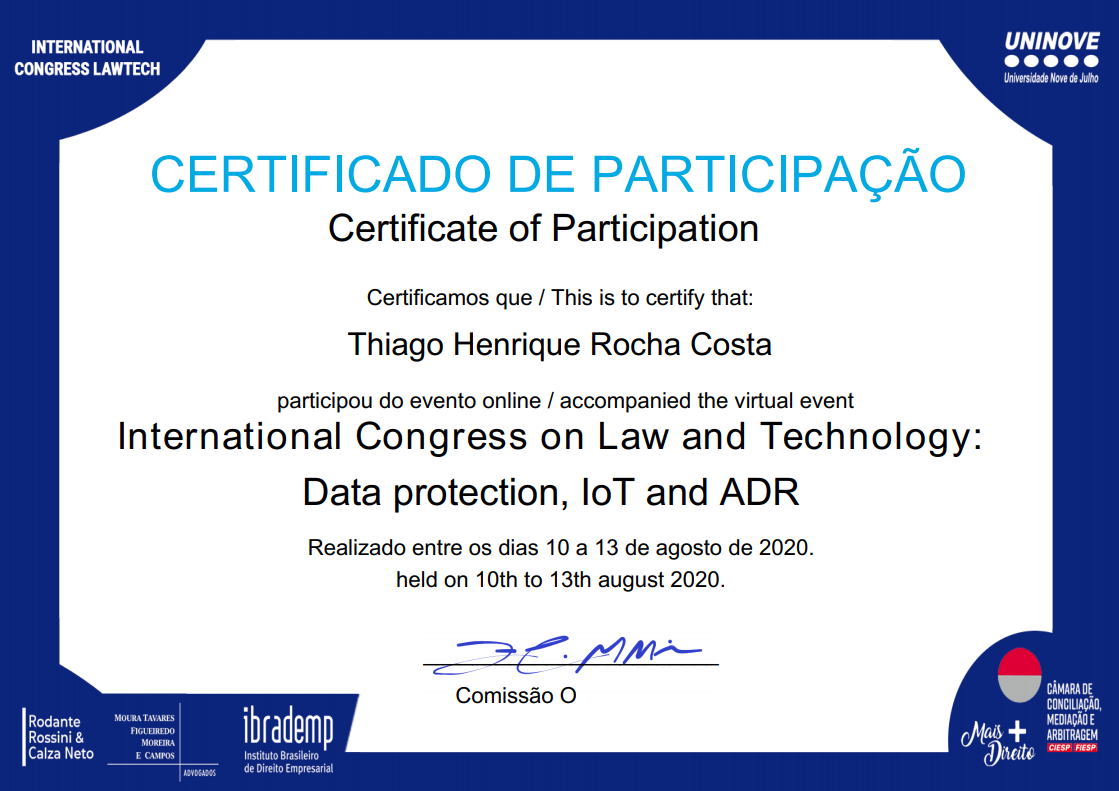 INTERNATIONAL
CONGRESS LAWTECH
UNINOVE
Universidade Nove de Julho
CERTIFICADO DE PARTICIPAÇÃO
Certificate of Participation
Certificamos que / This is to certify that:
Thiago Henrique Rocha Costa
participou do evento online / accompanied the virtual event
International Congress on Law and Technology:
Data protection, IoT and ADR
Realizado entre os dias 10 a 13 de agosto de 2020.
held on 10th to 13th august 2020.
Comissão O
Rodante
Rossini &
Calza Neto
MOURA TAVARES
FIGUEIREDO
MOREIRA
E CAMPOS
ADVOGADOS
ibrademp
Instituto Brasileiro
de Direito Empresarial
Mais +
Direito
CÂMARA DE
CONCILIAÇÃO,
MEDIAÇÃO E
ARBITRAGEM
CIESP FIESP